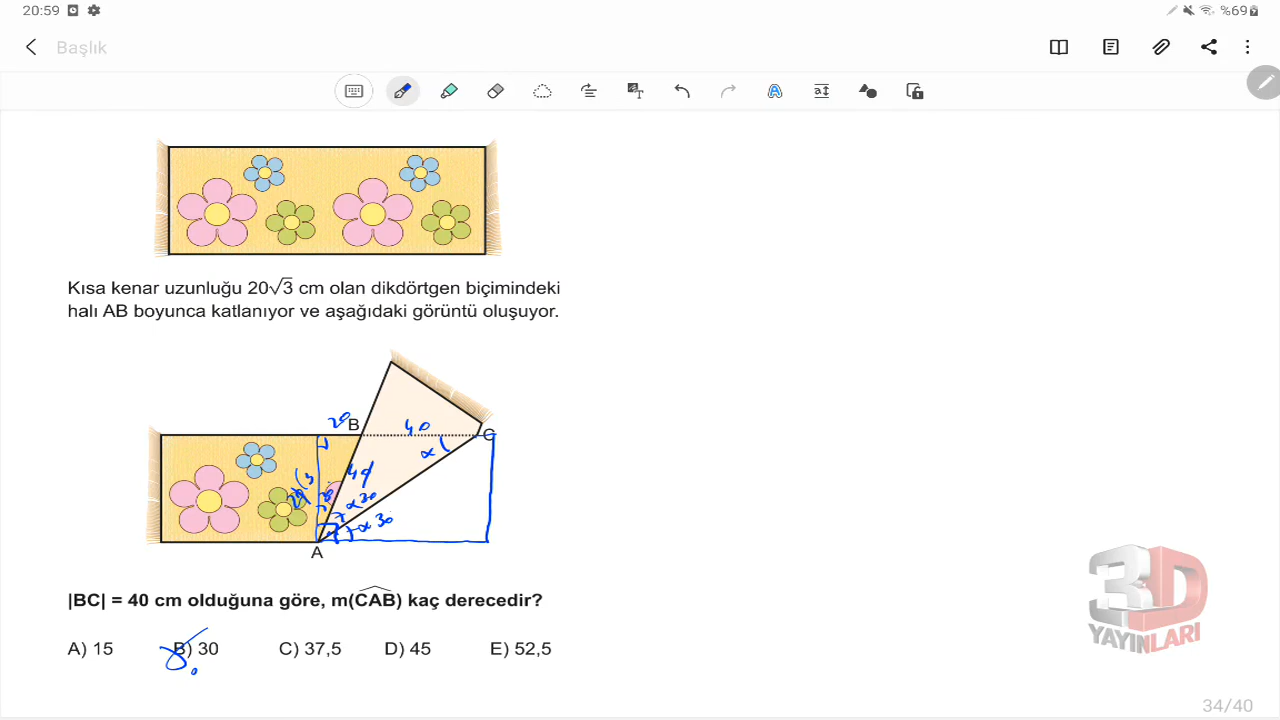 20:59
%69
Başlık
Kısa kenar uzunluğu 20√3 cm olan dikdörtgen biçimindeki
halı AB boyunca katlanıyor ve aşağıdaki görüntü oluşuyor.
20
B
40
C
α
40
30
α 30
α 30
A
|BC| = 40 cm olduğuna göre, m(CAB) kaç derecedir?
A) 15
B) 30
C) 37,5
D) 45
E) 52,5
3D
YAYINLARI
34/40